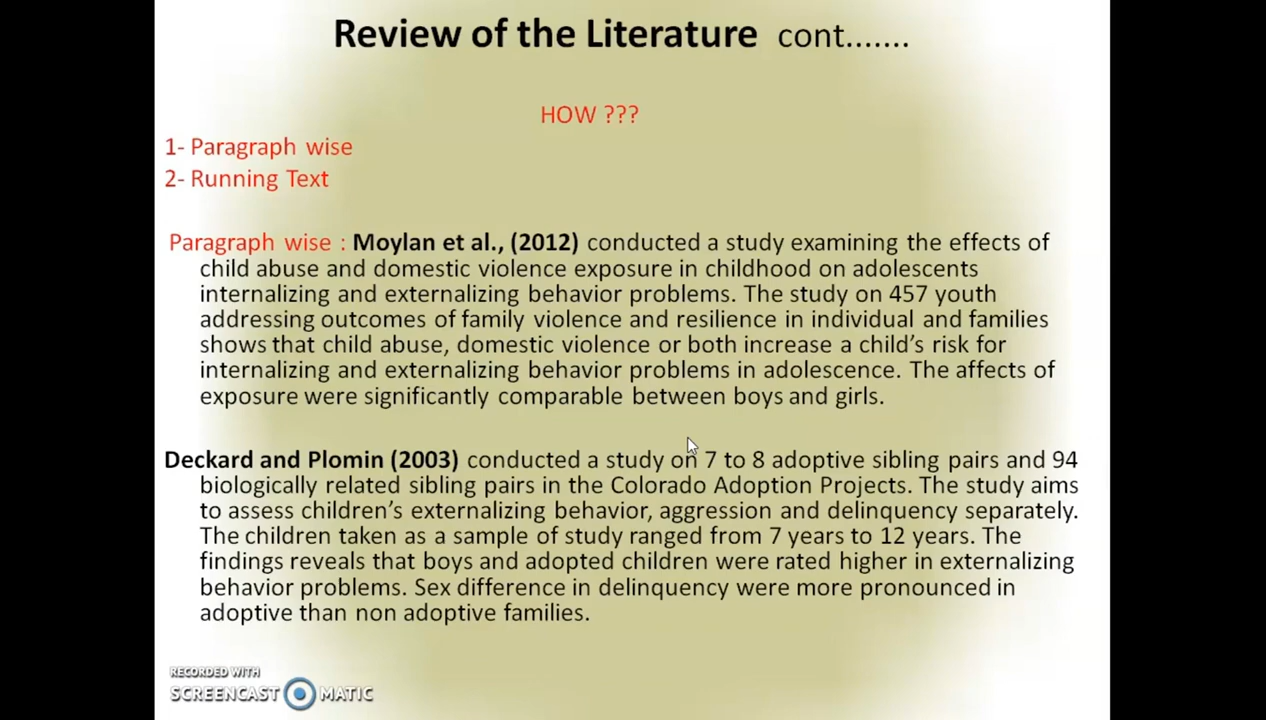 Review of the Literature cont.......
HOW ???
1- Paragraph wise
2- Running Text
Paragraph wise : Moylan et al., (2012) conducted a study examining the effects of
child abuse and domestic violence exposure in childhood on adolescents
internalizing and externalizing behavior problems. The study on 457 youth
addressing outcomes of family violence and resilience in individual and families
shows that child abuse, domestic violence or both increase a child's risk for
internalizing and externalizing behavior problems in adolescence. The affects of
exposure were significantly comparable between boys and girls.
Deckard and Plomin (2003) conducted a study on 7 to 8 adoptive sibling pairs and 94
biologically related sibling pairs in the Colorado Adoption Projects. The study aims
to assess children's externalizing behavior, aggression and delinquency separately.
The children taken as a sample of study ranged from 7 years to 12 years. The
findings reveals that boys and adopted children were rated higher in externalizing
behavior problems. Sex difference in delinquency were more pronounced in
adoptive than non adoptive families.
RECORDED WITH
SCREENCAST MATIC